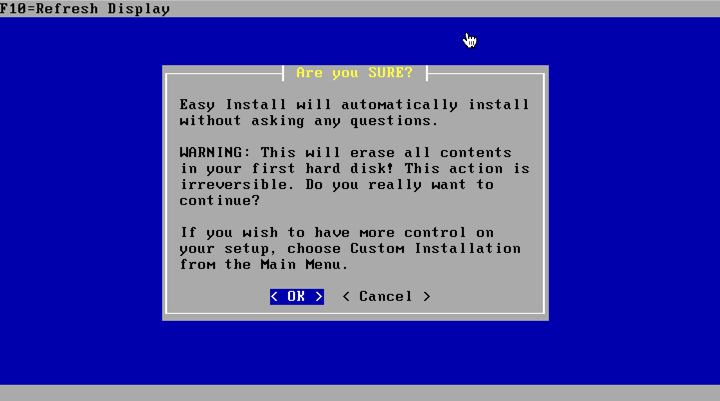 F10=Refresh Display
Are you SURE?
Easy Install will automatically install
without asking any questions.
WARNING: This will erase all contents
in your first hard disk! This action is
irreversible. Do you really want to
continue?
If you wish to have more control on
your setup, choose Custom Installation
from the Main Menu.
< OK > < Cancel >